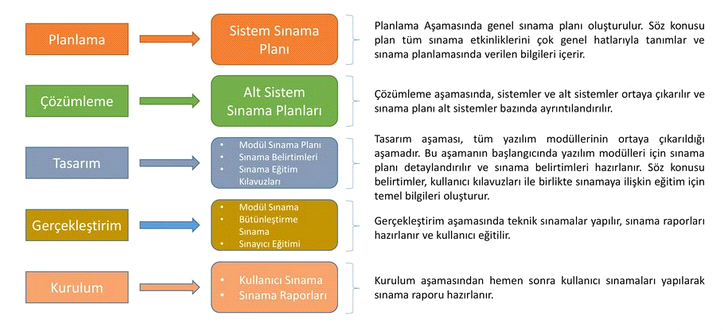 Planlama
Sistem Sınama
Planı
Planlama Aşamasında genel sınama planı oluşturulur. Söz konusu
plan tüm sınama etkinliklerini çok genel hatlarıyla tanımlar ve
sınama planlamasında verilen bilgileri içerir.
Çözümleme
Alt Sistem
Sınama Planları
Çözümleme aşamasında, sistemler ve alt sistemler ortaya çıkarılır ve
sınama planı alt sistemler bazında ayrıntılandırılır.
Tasarım
• Modül Sınama Planı
• Sınama Belirtimleri
• Sınama Eğitim
Kılavuzları
Tasarım aşaması, tüm yazılım modüllerinin ortaya çıkarıldığı
aşamadır. Bu aşamanın başlangıcında yazılım modülleri için sınama
planı detaylandırılır ve sınama belirtimleri hazırlanır. Söz konusu
belirtimler, kullanıcı kılavuzları ile birlikte sınamaya ilişkin eğitim için
temel bilgileri oluşturur.
Gerçekleştirim
• Modül Sınama
• Bütünleştirme
Sınama
• Sınayıcı Eğitimi
Gerçekleştirim aşamasında teknik sınamalar yapılır, sınama raporları
hazırlanır ve kullanıcı eğitilir.
Kurulum
• Kullanıcı Sınama
• Sınama Raporları
Kurulum aşamasından hemen sonra kullanıcı sınamaları yapılarak
sınama raporu hazırlanır.